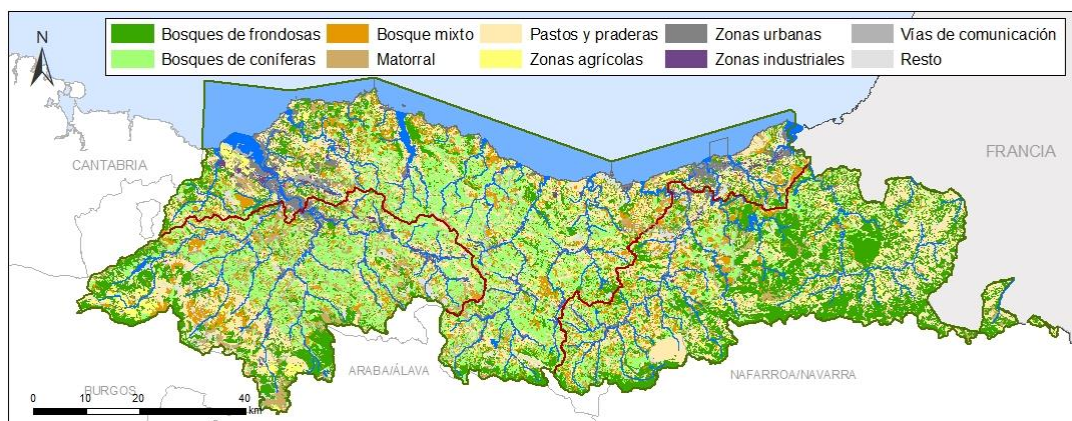 N
Bosques de frondosas Bosque mixto Pastos y praderas Zonas urbanas Vías de comunicación
Bosques de coníferas Matorral Zonas agrícolas Zonas industriales Resto
CANTABRIA
FRANCIA
ARABA/ÁLAVA
NAFARROA/NAVARRA
BURGOS
0 10 20 40
km